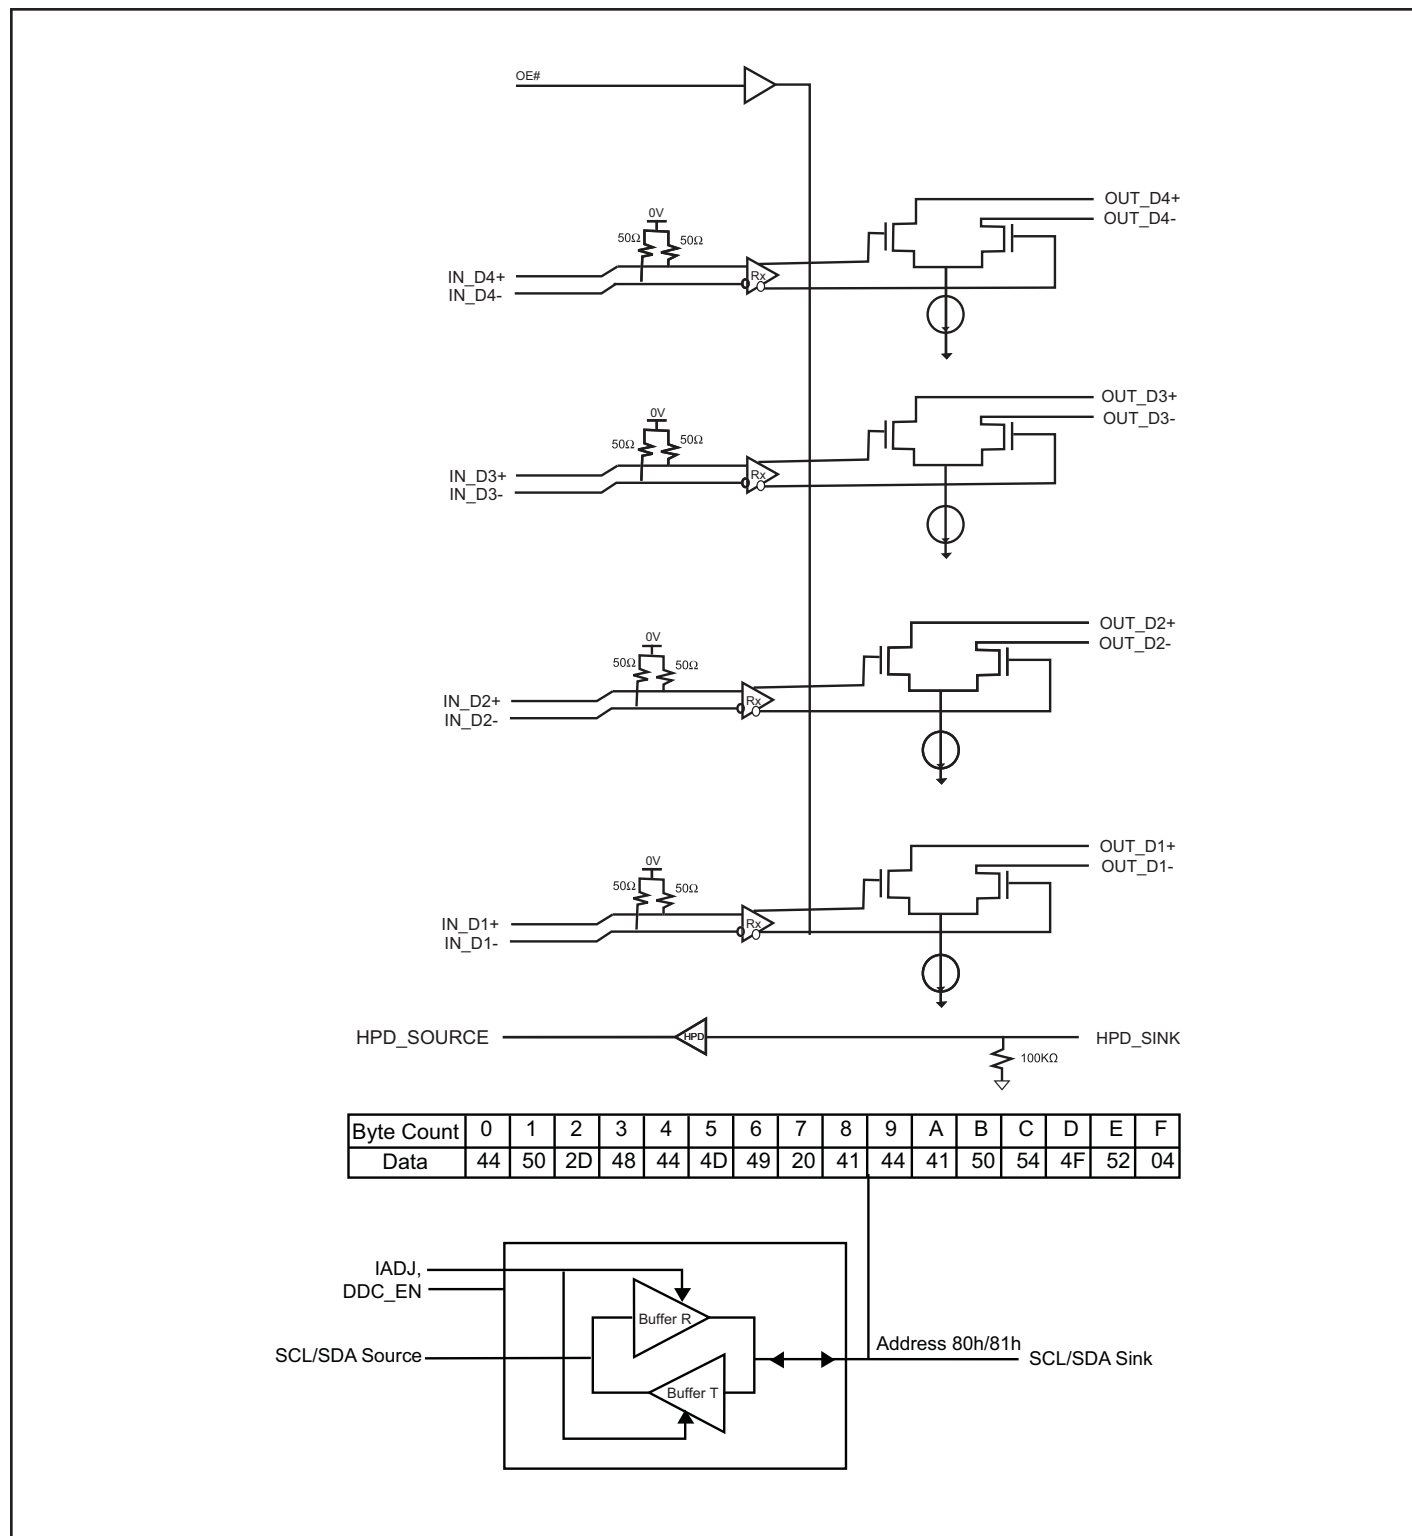 OE#
OUT_D4+
OUT_D4-
0V
50Ω 50Ω
IN_D4+
IN_D4-
Rx
OUT_D3+
OUT_D3-
0V
50Ω 50Ω
IN_D3+
IN_D3-
Rx
OUT_D2+
OUT_D2-
0V
50Ω 50Ω
IN_D2+
IN_D2-
Rx
OUT_D1+
OUT_D1-
0V
50Ω 50Ω
IN_D1+
IN_D1-
Rx
HPD_SOURCE HPD HPD_SINK
100KΩ
Byte Count 0 1 2 3 4 5 6 7 8 9 A B C D E F
Data 44 50 2D 48 44 4D 49 20 41 44 41 50 54 4F 52 04
IADJ,
DDC_EN
Buffer R
SCL/SDA Source
Address 80h/81h
SCL/SDA Sink
Buffer T